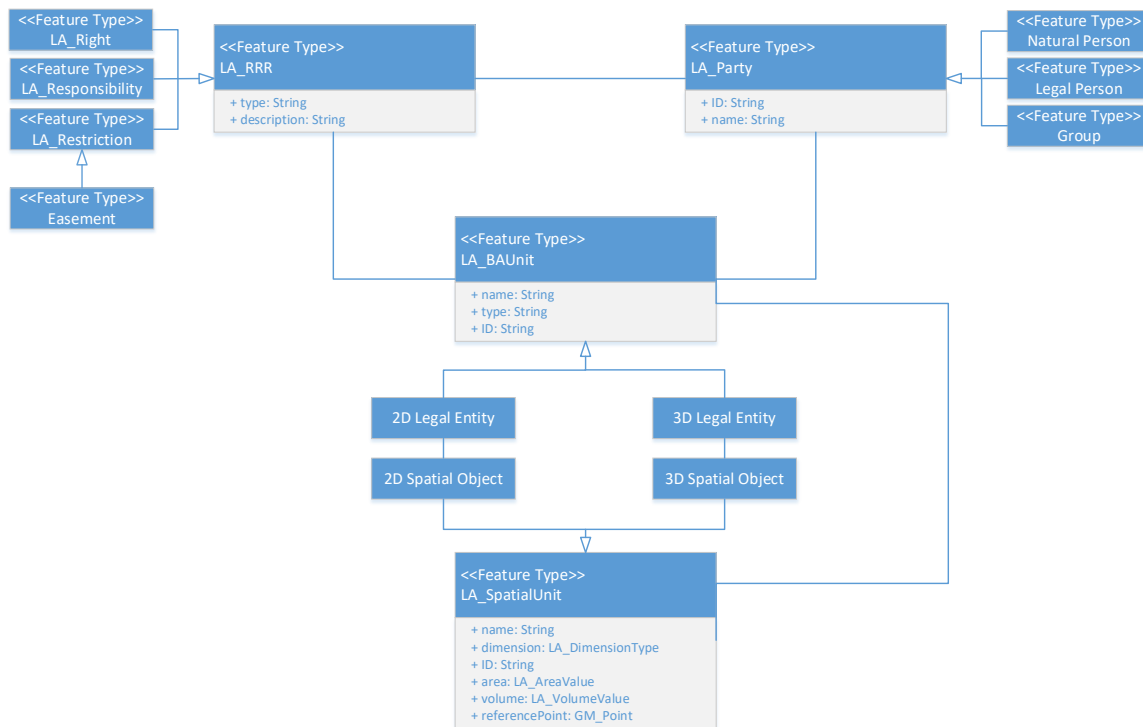 <<Feature Type>>
LA_Right
<<Feature Type>>
LA_Responsibility
<<Feature Type>>
LA_Restriction
<<Feature Type>>
Easement
<<Feature Type>>
LA_RRR
+ type: String
+ description: String
<<Feature Type>>
LA_Party
+ ID: String
+ name: String
<<Feature Type>>
Natural Person
<<Feature Type>>
Legal Person
<<Feature Type>>
Group
<<Feature Type>>
LA_BAUnit
+ name: String
+ type: String
+ ID: String
2D Legal Entity
3D Legal Entity
2D Spatial Object
3D Spatial Object
<<Feature Type>>
LA_SpatialUnit
+ name: String
+ dimension: LA_DimensionType
+ ID: String
+ area: LA_AreaValue
+ volume: LA_VolumeValue
+ referencePoint: GM_Point